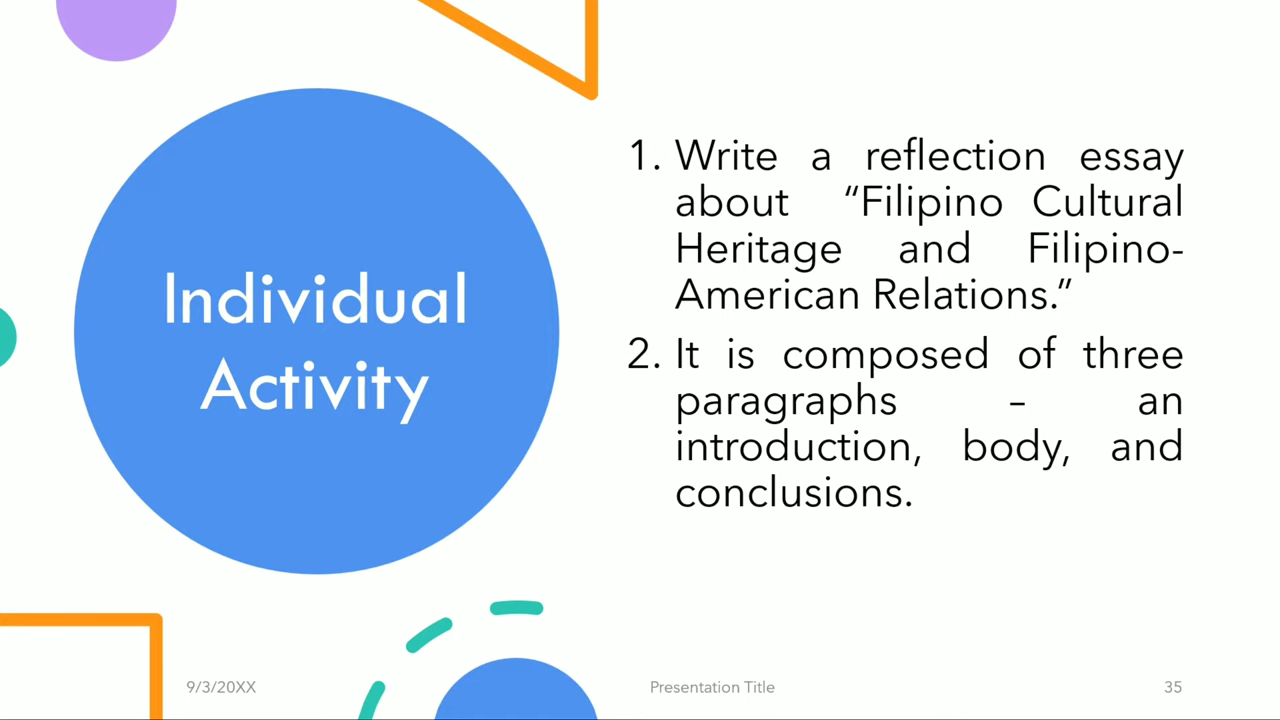 Individual
Activity
1. Write a reflection essay
about “Filipino Cultural
Heritage and Filipino-
American Relations.”
2. It is composed of three
paragraphs – an
introduction, body, and
conclusions.
9/3/20XX
Presentation Title
35